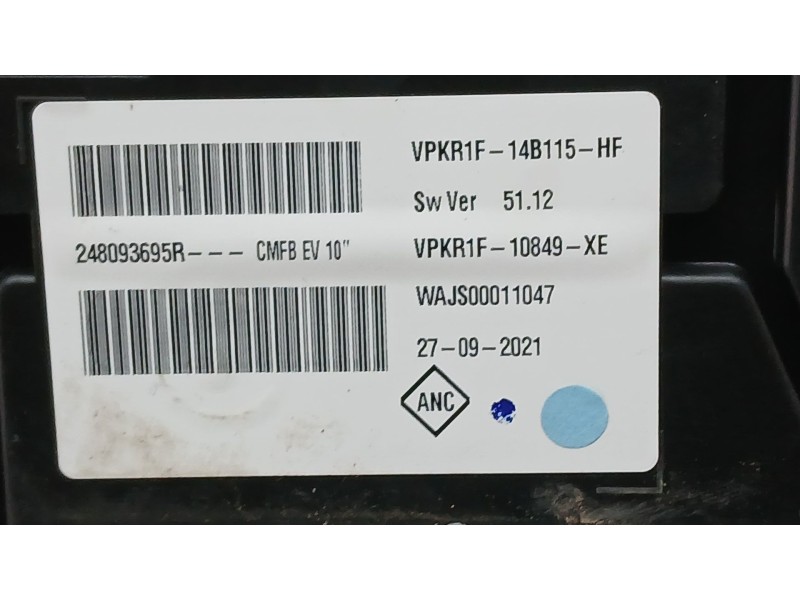 VPKR1F-14B115-HF
Sw Ver 51.12
248093695R--- CMFB EV 10"
VPKR1F-10849-XE
WAJS00011047
27-09-2021
ANC